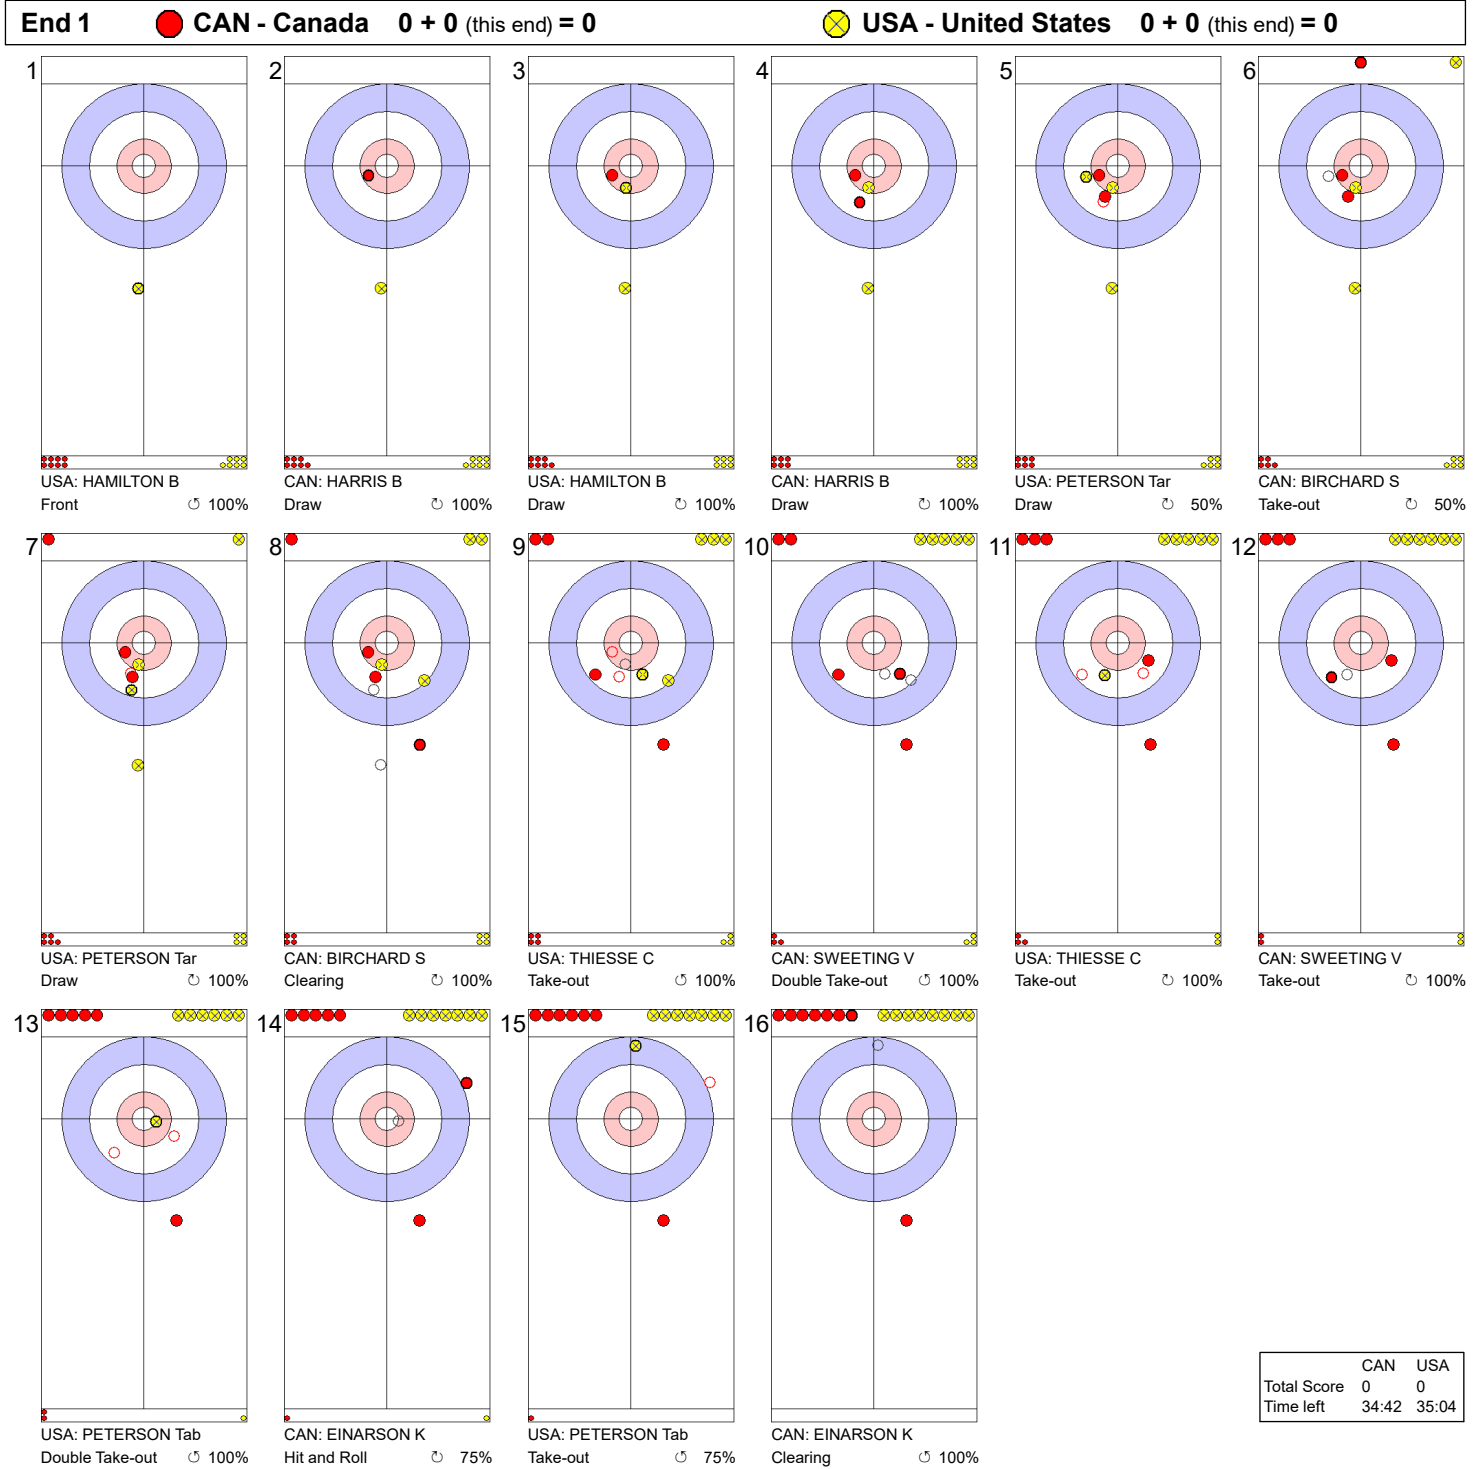 End 1 CAN - Canada 0 + 0 (this end) = 0 USA - United States 0 + 0 (this end) = 0
1 2 3 4 5 6
USA: HAMILTON B CAN: HARRIS B USA: HAMILTON B CAN: HARRIS B USA: PETERSON Tar CAN: BIRCHARD S
Front ↺ 100% Draw ↻ 100% Draw ↻ 100% Draw ↻ 100% Draw ↻ 50% Take-out ↻ 50%
7 8 9 10 11 12
USA: PETERSON Tar CAN: BIRCHARD S USA: THIESSE C CAN: SWEETING V USA: THIESSE C CAN: SWEETING V
Draw ↻ 100% Clearing ↺ 100% Take-out ↺ 100% Double Take-out ↺ 100% Take-out ↺ 100% Take-out ↺ 100%
13 14 15 16
USA: PETERSON Tab CAN: EINARSON K USA: PETERSON Tab CAN: EINARSON K
Double Take-out ↺ 100% Hit and Roll ↺ 75% Take-out ↺ 75% Clearing ↺ 100%
CAN USA
Total Score 0 0
Time left 34:42 35:04